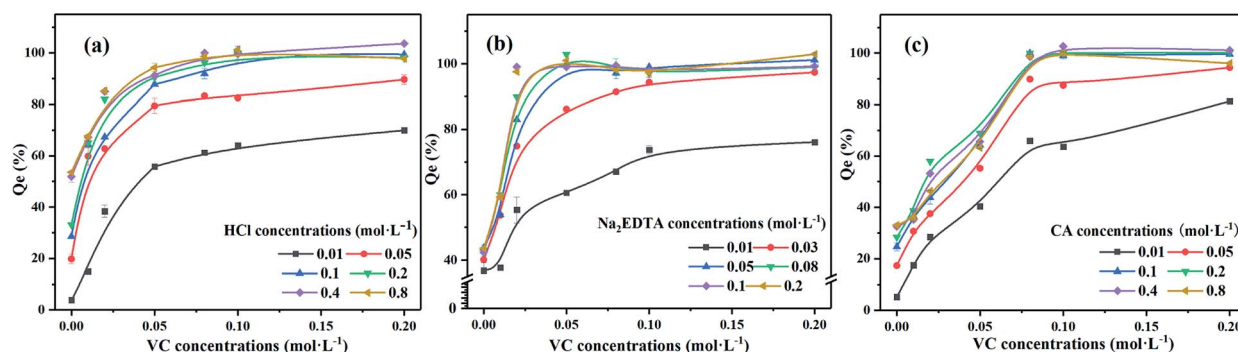 (a)
Qe (%)
120
100
80
60
40
20
0
HCl concentrations (mol·L⁻¹)
0.01 0.05
0.1 0.2
0.4 0.8
0.00 0.05 0.10 0.15 0.20
VC concentrations (mol·L⁻¹)
(b)
Qe (%)
100
80
60
40
0
Na₂EDTA concentrations (mol·L⁻¹)
0.01 0.03
0.05 0.08
0.1 0.2
0.00 0.05 0.10 0.15 0.20
VC concentrations (mol·L⁻¹)
(c)
Qe (%)
100
80
60
40
20
0
CA concentrations (mol·L⁻¹)
0.01 0.05
0.1 0.2
0.4 0.8
0.00 0.05 0.10 0.15 0.20
VC concentrations (mol·L⁻¹)